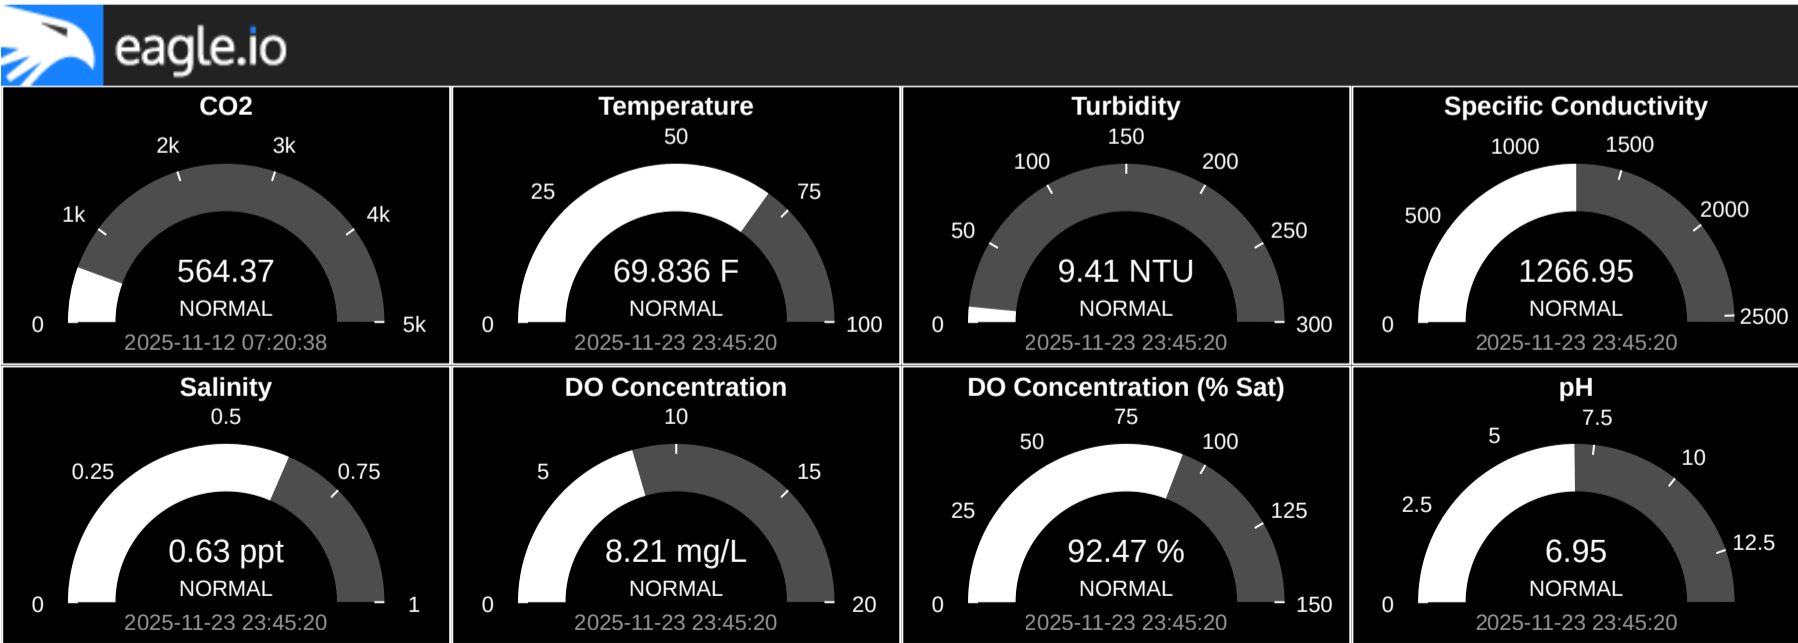 eagle.io
CO2
0
1k
2k
3k
4k
5k
564.37
NORMAL
2025-11-12 07:20:38
Temperature
0
25
50
75
100
69.836 F
NORMAL
2025-11-23 23:45:20
Turbidity
0
50
100
150
200
250
300
9.41 NTU
NORMAL
2025-11-23 23:45:20
Specific Conductivity
0
500
1000
1500
2000
2500
1266.95
NORMAL
2025-11-23 23:45:20
Salinity
0
0.25
0.5
0.75
1
0.63 ppt
NORMAL
2025-11-23 23:45:20
DO Concentration
0
5
10
15
20
8.21 mg/L
NORMAL
2025-11-23 23:45:20
DO Concentration (% Sat)
0
25
50
75
100
125
150
92.47 %
NORMAL
2025-11-23 23:45:20
pH
0
2.5
5
7.5
10
12.5
6.95
NORMAL
2025-11-23 23:45:20